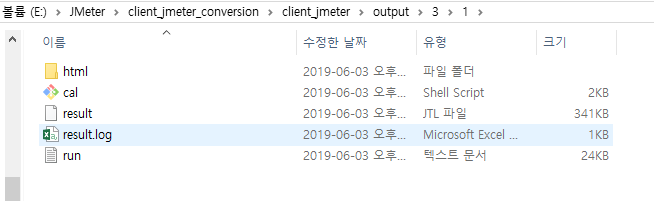 볼륨 (E:) > JMeter > client_jmeter_conversion > client_jmeter > output > 3 > 1 >
이름 수정한 날짜 유형 크기
html 2019-06-03 오후... 파일 폴더
cal 2019-06-03 오후... Shell Script 2KB
result 2019-06-03 오후... JTL 파일 341KB
result.log 2019-06-03 오후... Microsoft Excel ... 1KB
run 2019-06-03 오후... 텍스트 문서 24KB